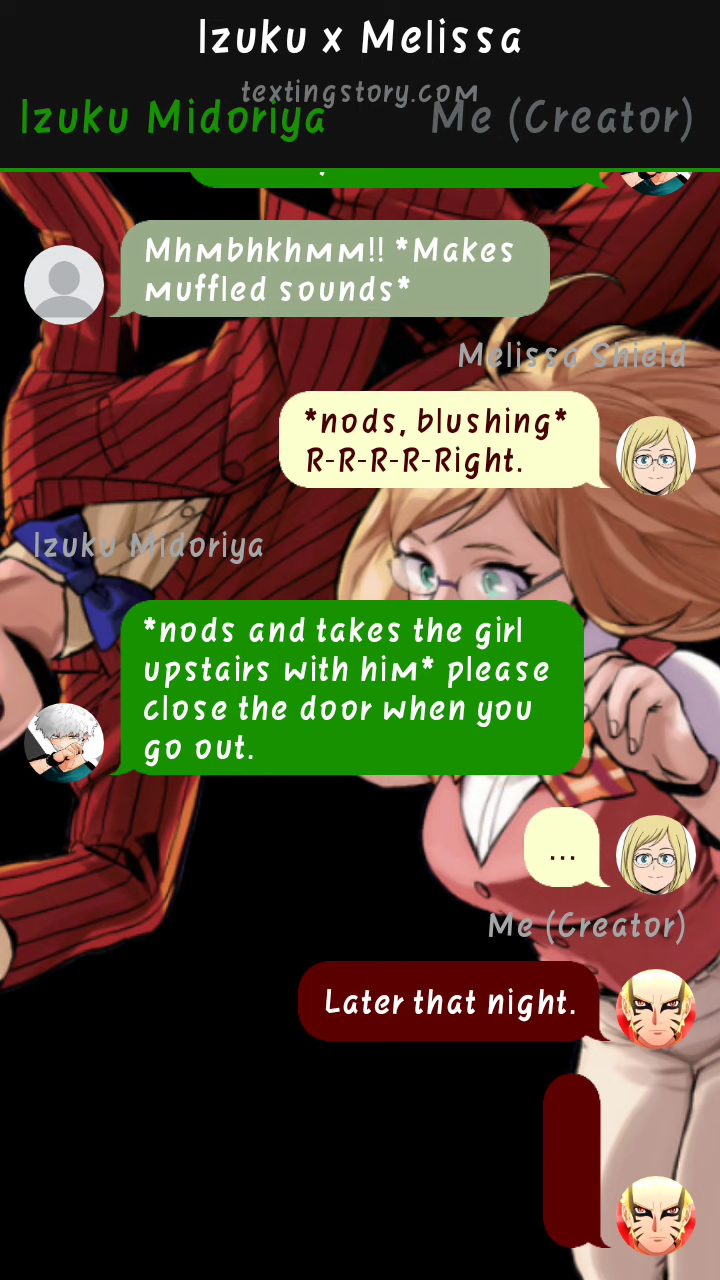 Izuku x Melissa
textingstory.com
Izuku Midoriya
Me (Creator)
Mhmbhkhmm!! *Makes
muffled sounds*
Melissa Shield
*nods, blushing*
R-R-R-R-Right.
Izuku Midoriya
*nods and takes the girl
upstairs with him* please
close the door when you
go out.
...
Me (Creator)
Later that night.